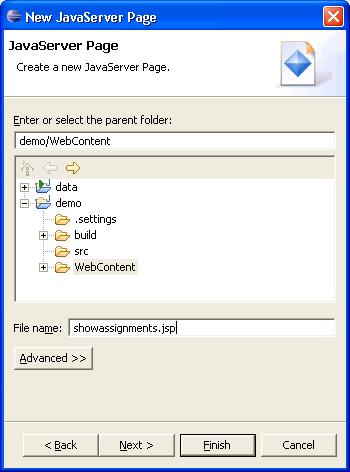 New JavaServer Page
JavaServer Page
Create a new JavaServer Page.
Enter or select the parent folder:
demo/WebContent
data
demo
.settings
build
src
WebContent
File name: showassignments.jsp
Advanced >>
< Back Next > Finish Cancel